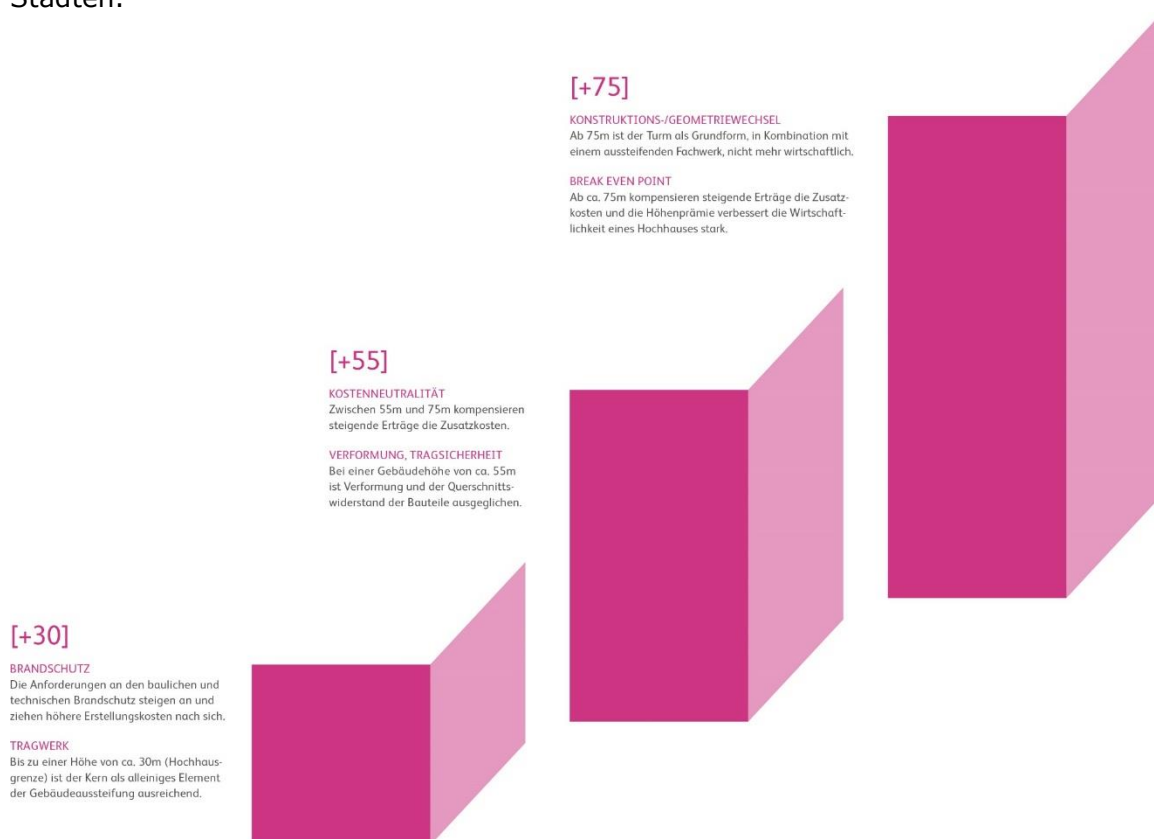 Städten.
[+75]
KONSTRUKTIONS-/GEOMETRIEWECHSEL
Ab 75m ist der Turm als Grundform, in Kombination mit
einem aussteifenden Fachwerk, nicht mehr wirtschaftlich.
BREAK EVEN POINT
Ab ca. 75m kompensieren steigende Erträge die Zusatz-
kosten und die Höhenprämie verbessert die Wirtschaft-
lichkeit eines Hochhauses stark.
[+55]
KOSTENNEUTRALITÄT
Zwischen 55m und 75m kompensieren
steigende Erträge die Zusatzkosten.
VERFORMUNG, TRAGSICHERHEIT
Bei einer Gebäudehöhe von ca. 55m
ist Verformung und der Querschnitts-
widerstand der Bauteile ausgeglichen.
[+30]
BRANDSCHUTZ
Die Anforderungen an den baulichen und
technischen Brandschutz steigen an und
ziehen höhere Erstellungskosten nach sich.
TRAGWERK
Bis zu einer Höhe von ca. 30m (Hochhaus-
grenze) ist der Kern als alleiniges Element
der Gebäudeaussteifung ausreichend.